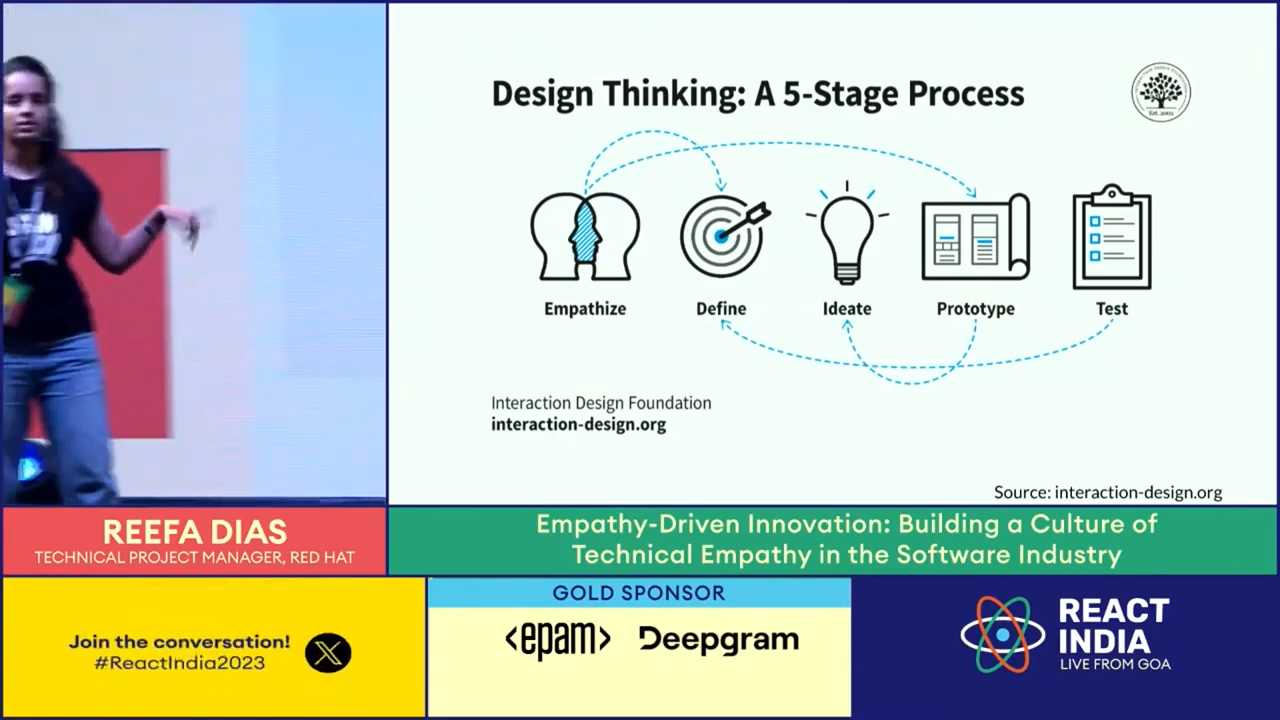 Design Thinking: A 5-Stage Process
Est. 2002
Empathize
Define
Ideate
Prototype
Test
Interaction Design Foundation
interaction-design.org
Source: interaction-design.org
REEFA DIAS
TECHNICAL PROJECT MANAGER, RED HAT
Empathy-Driven Innovation: Building a Culture of
Technical Empathy in the Software Industry
Join the conversation!
#ReactIndia2023
GOLD SPONSOR
<epam>
Deepgram
REACT
INDIA
LIVE FROM GOA